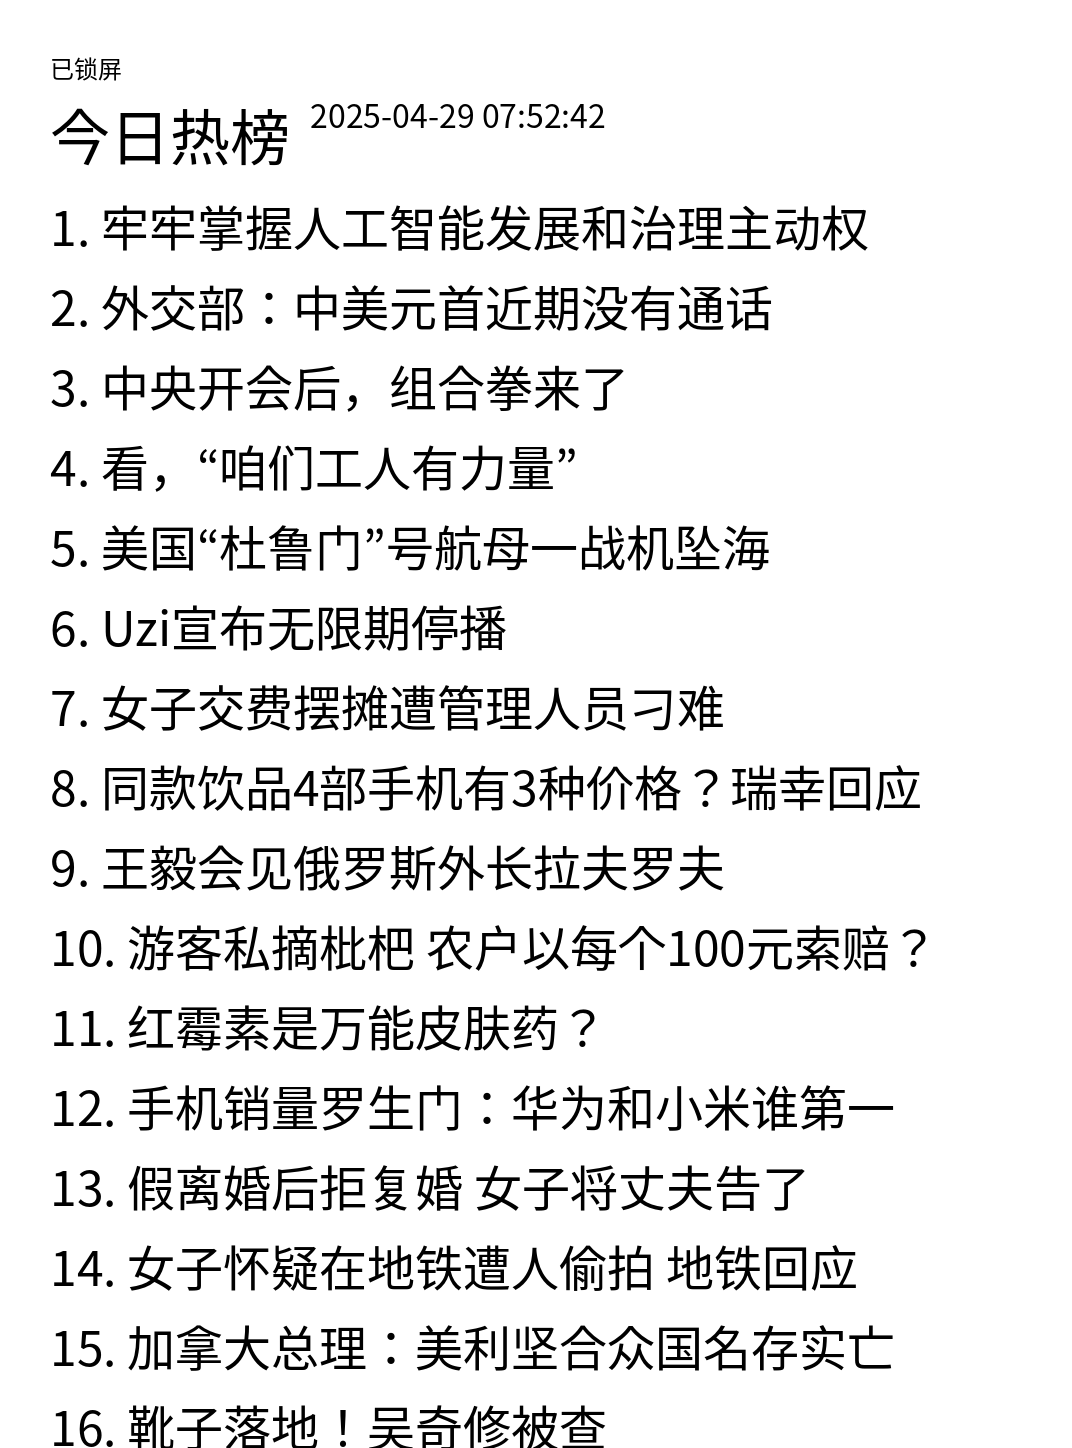 已锁屏
今日热榜 2025-04-29 07:52:42
1. 牢牢掌握人工智能发展和治理主动权
2. 外交部：中美元首近期没有通话
3. 中央开会后，组合拳来了
4. 看，“咱们工人有力量”
5. 美国“杜鲁门”号航母一战机坠海
6. Uzi宣布无限期停播
7. 女子交费摆摊遭管理人员刁难
8. 同款饮品4部手机有3种价格？瑞幸回应
9. 王毅会见俄罗斯外长拉夫罗夫
10. 游客私摘枇杷 农户以每个100元索赔？
11. 红霉素是万能皮肤药？
12. 手机销量罗生门：华为和小米谁第一
13. 假离婚后拒复婚 女子将丈夫告了
14. 女子怀疑在地铁遭人偷拍 地铁回应
15. 加拿大总理：美利坚合众国名存实亡
16. 靴子落地！吴奇修被查